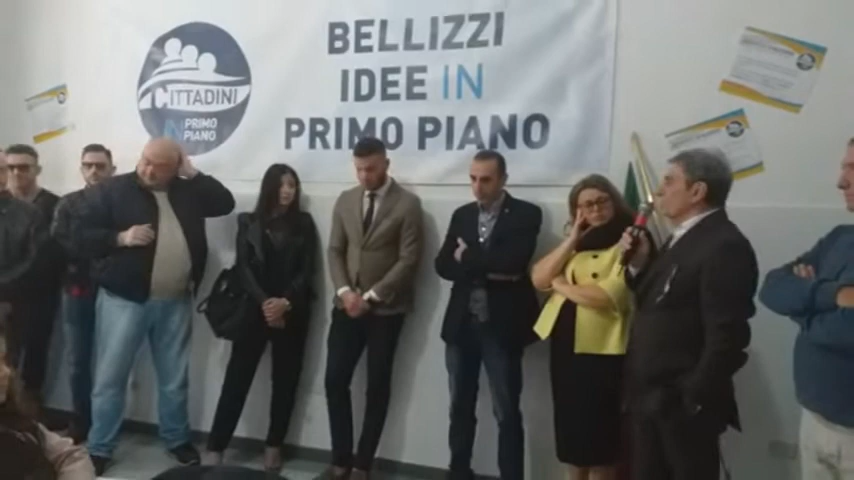 BELLIZZI
IDEE IN
PRIMO PIANO
CITTADINI
IN PRIMO
PIANO